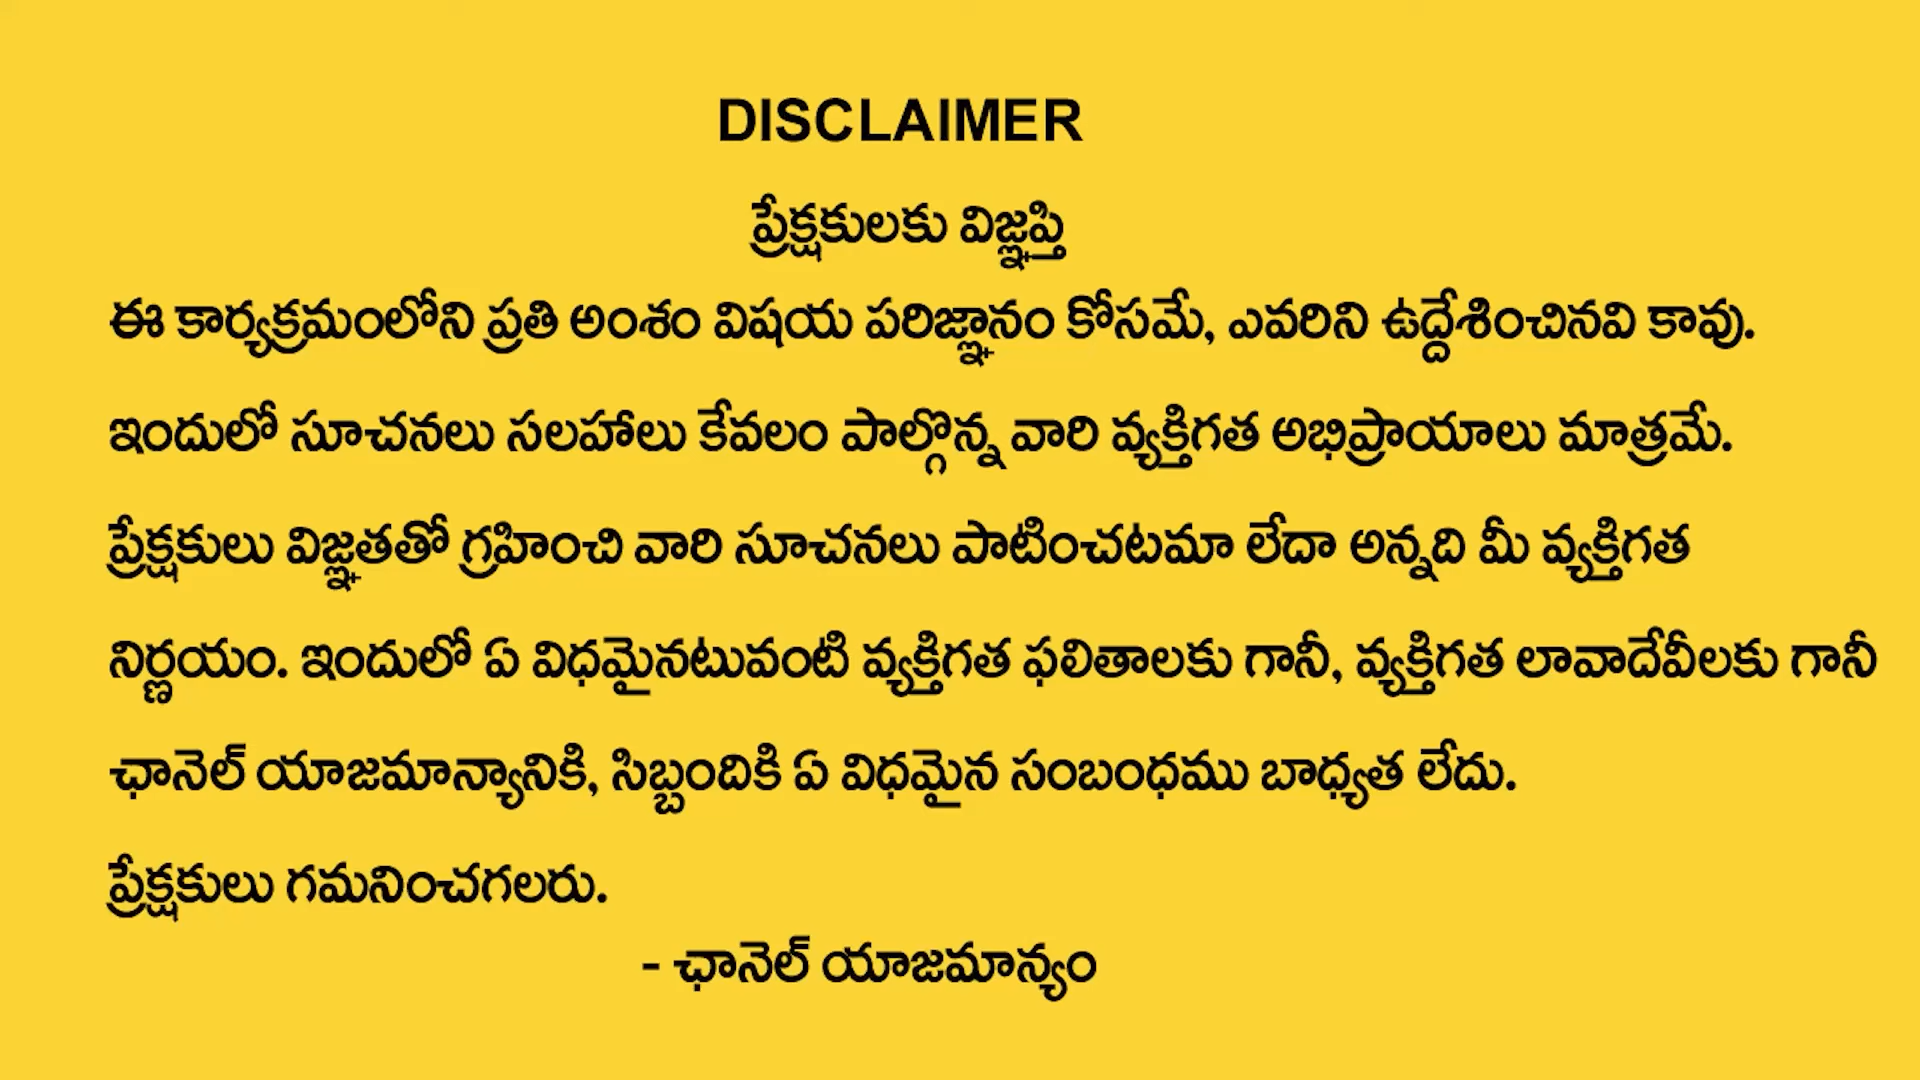 DISCLAIMER
ప్రేక్షకులకు విజ్ఞప్తి
ఈ కార్యక్రమంలోని ప్రతి అంశం విషయ పరిజ్ఞానం కోసమే, ఎవరిని ఉద్దేశించినవి కావు.
ఇందులో సూచనలు సలహాలు కేవలం పాల్గొన్న వారి వ్యక్తిగత అభిప్రాయాలు మాత్రమే.
ప్రేక్షకులు విజ్ఞతతో గ్రహించి వారి సూచనలు పాటించటమా లేదా అన్నది మీ వ్యక్తిగత
నిర్ణయం. ఇందులో ఏ విధమైనటువంటి వ్యక్తిగత ఫలితాలకు గానీ, వ్యక్తిగత లావాదేవీలకు గానీ
ఛానెల్ యాజమాన్యానికి, సిబ్బందికి ఏ విధమైన సంబంధము బాధ్యత లేదు.
ప్రేక్షకులు గమనించగలరు.
- ఛానెల్ యాజమాన్యం